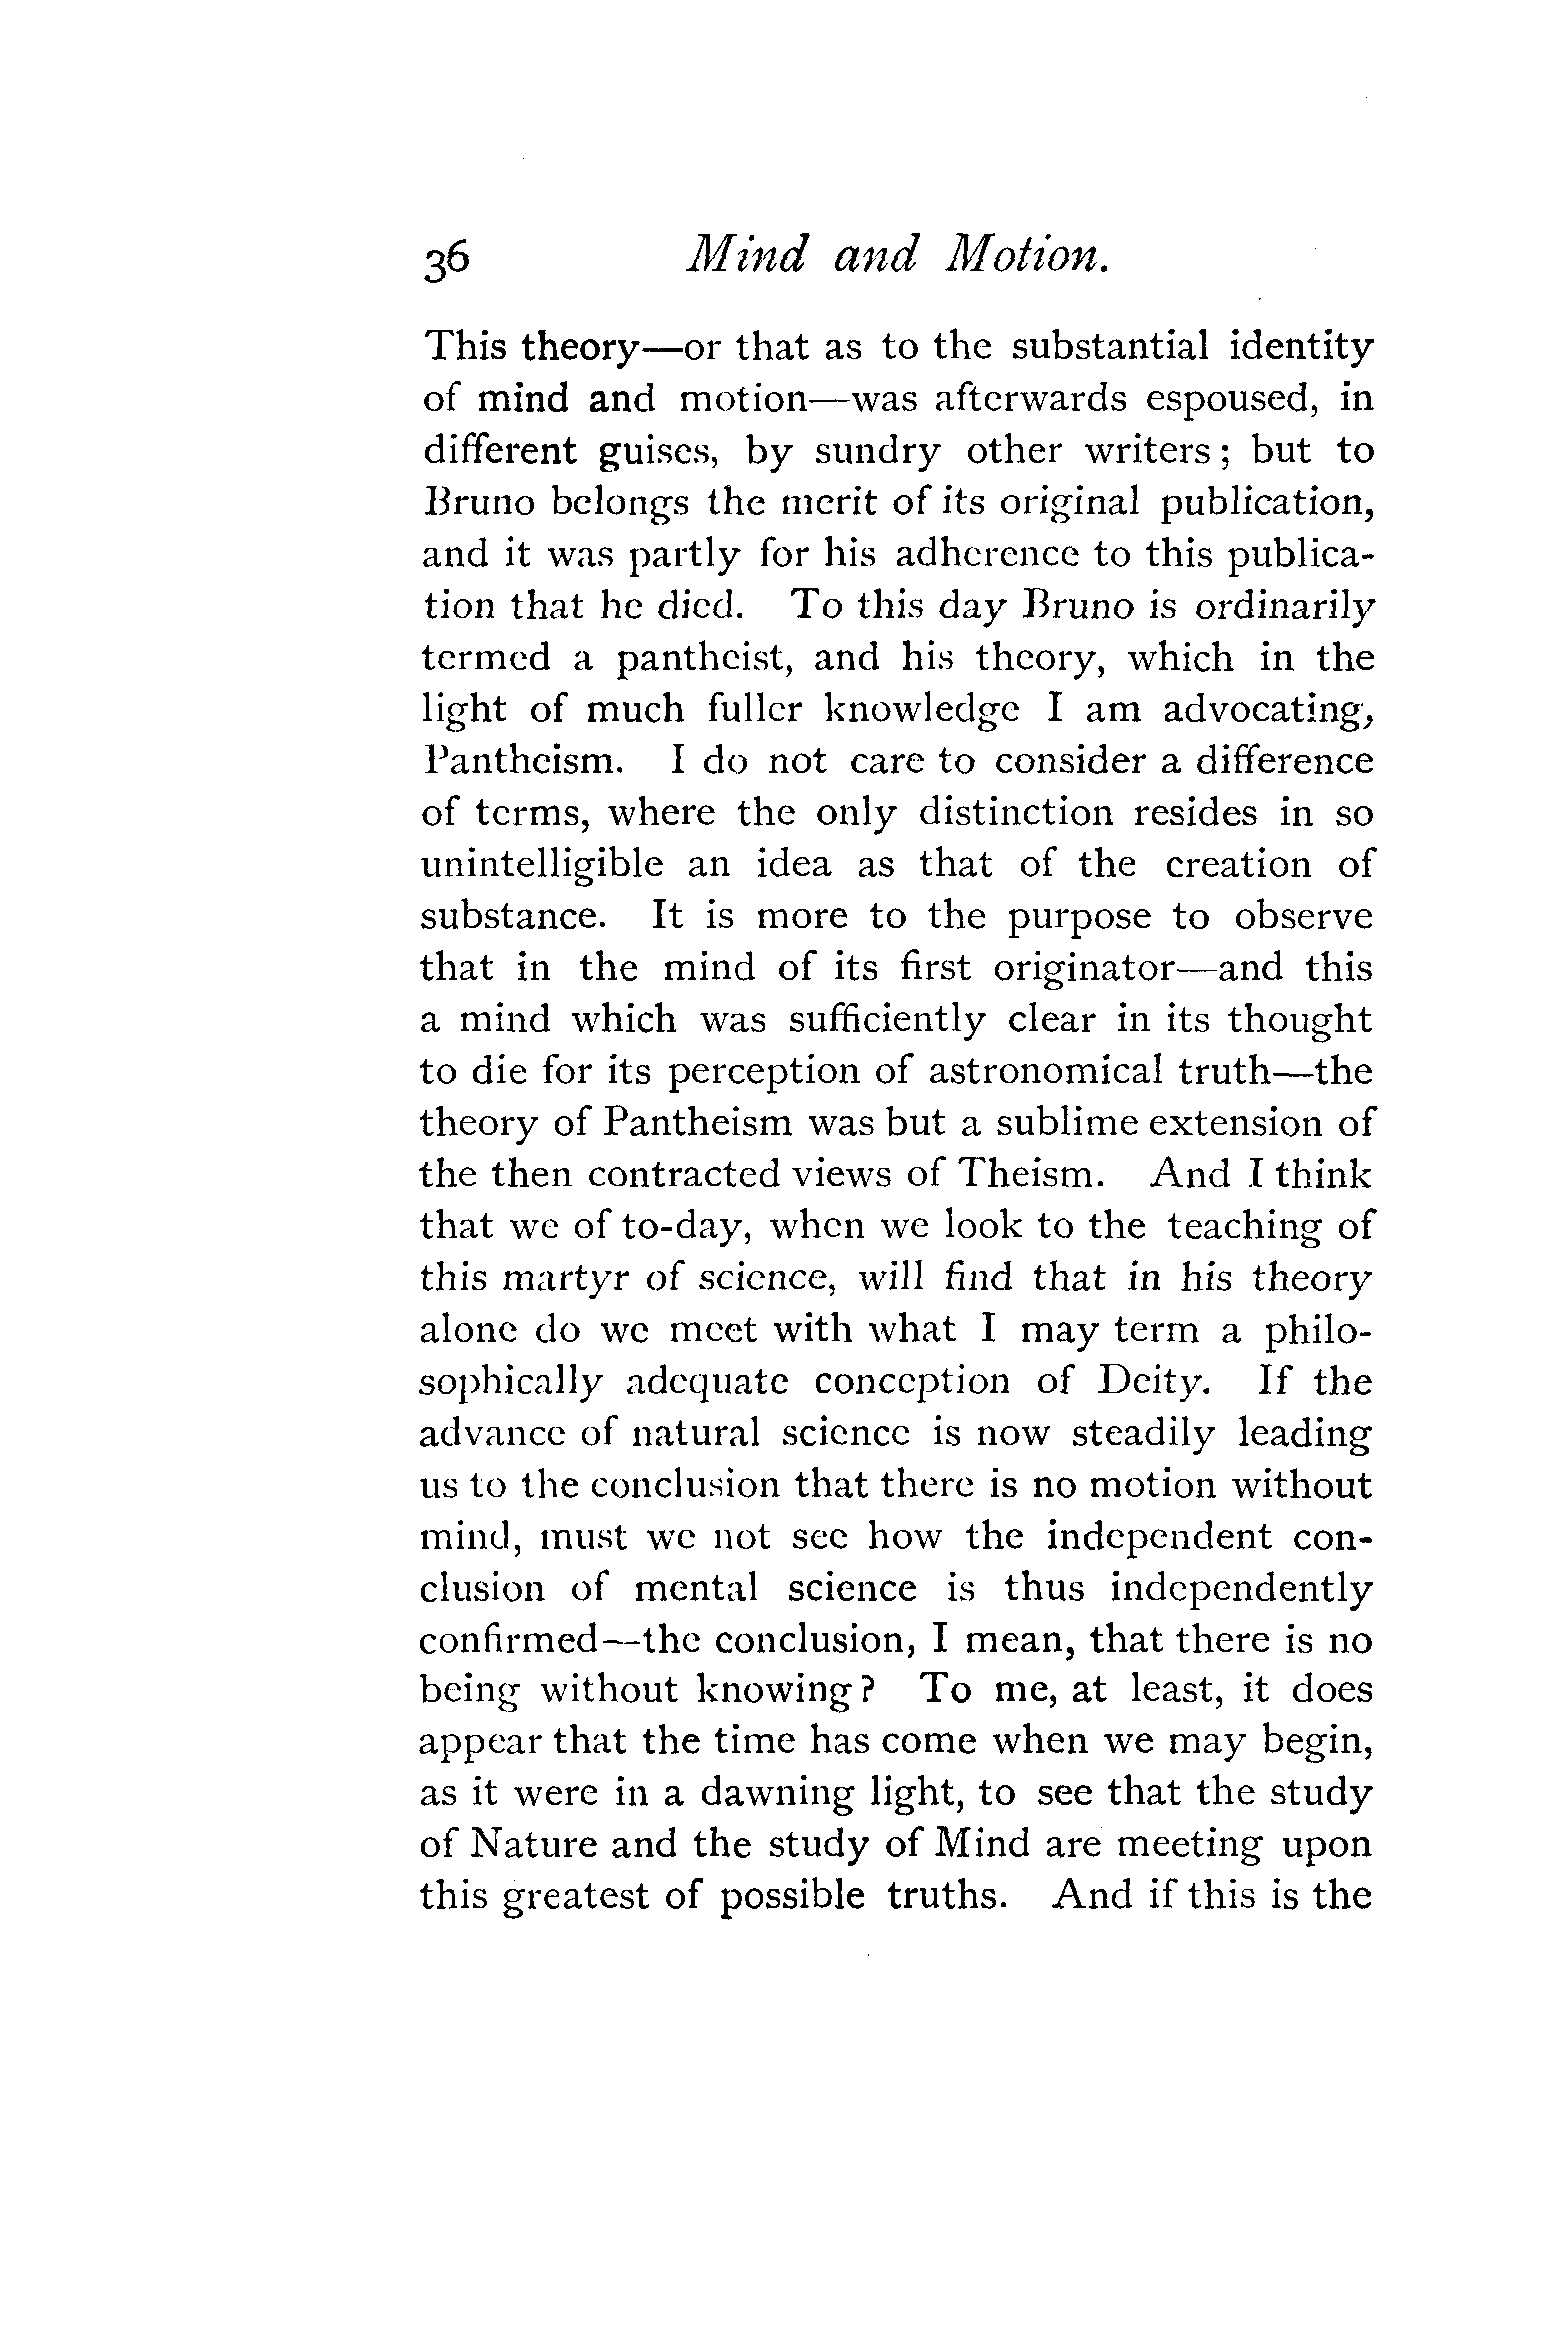 36 Mind and Motion.
This theory—or that as to the substantial identity
of mind and motion—was afterwards espoused, in
different guises, by sundry other writers; but to
Bruno belongs the merit of its original publication,
and it was partly for his adherence to this publica-
tion that he died. To this day Bruno is ordinarily
termed a pantheist, and his theory, which in the
light of much fuller knowledge I am advocating,
Pantheism. I do not care to consider a difference
of terms, where the only distinction resides in so
unintelligible an idea as that of the creation of
substance. It is more to the purpose to observe
that in the mind of its first originator—and this
a mind which was sufficiently clear in its thought
to die for its perception of astronomical truth—the
theory of Pantheism was but a sublime extension of
the then contracted views of Theism. And I think
that we of to-day, when we look to the teaching of
this martyr of science, will find that in his theory
alone do we meet with what I may term a philo-
sophically adequate conception of Deity. If the
advance of natural science is now steadily leading
us to the conclusion that there is no motion without
mind, must we not see how the independent con-
clusion of mental science is thus independently
confirmed—the conclusion, I mean, that there is no
being without knowing? To me, at least, it does
appear that the time has come when we may begin,
as it were in a dawning light, to see that the study
of Nature and the study of Mind are meeting upon
this greatest of possible truths. And if this is the